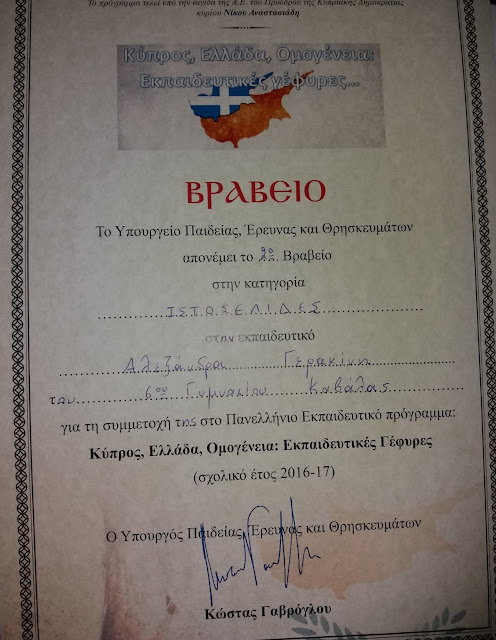 Το πρόγραμμα τελεί υπό την αιγίδα της Α.Ε. του Προέδρου της Κυπριακής Δημοκρατίας
κυρίου Νίκου Αναστασιάδη
Κύπρος, Ελλάδα, Ομογένεια:
Εκπαιδευτικές γέφυρες...
ΒΡΑΒΕΙΟ
Το Υπουργείο Παιδείας, Έρευνας και Θρησκευμάτων
απονέμει το 2ο Βραβείο
στην κατηγορία
ΙΣΤΟΣΕΛΙΔΕΣ
στην εκπαιδευτικό
Αλεξάνδρα Γερακίνη
του 6ου Γυμνασίου Καβάλας
για τη συμμετοχή της στο Πανελλήνιο Εκπαιδευτικό πρόγραμμα:
Κύπρος, Ελλάδα, Ομογένεια: Εκπαιδευτικές Γέφυρες
(σχολικό έτος 2016-17)
Ο Υπουργός Παιδείας, Έρευνας και Θρησκευμάτων
Κώστας Γαβρόγλου